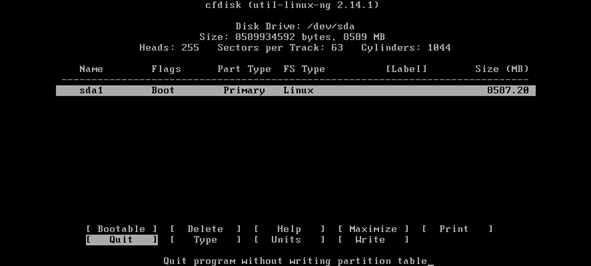 cfdisk (util-linux-ng 2.14.1)
Disk Drive: /dev/sda
Size: 8589934592 bytes, 8589 MB
Heads: 255   Sectors per Track: 63   Cylinders: 1044
Name   Flags   Part Type   FS Type   [Label]   Size (MB)
sda1   Boot   Primary   Linux   8587.20
[ Bootable ]  [  Delete  ]  [   Help   ]  [ Maximize ]  [  Print   ]
[   Quit   ]  [   Type   ]  [  Units   ]  [  Write   ]
Quit program without writing partition table_